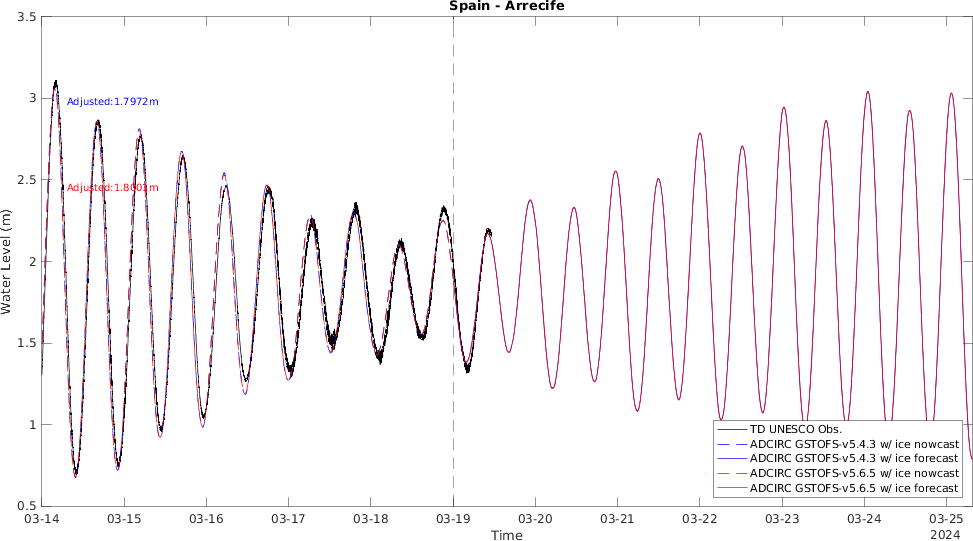 Spain - Arrecife
3.5
3
2.5
2
1.5
1
0.5
Water Level (m)
Adjusted:1.7972m
Adjusted:1.8001m
TD UNESCO Obs.
ADCIRC GSTOFS-v5.4.3 w/ ice nowcast
ADCIRC GSTOFS-v5.4.3 w/ ice forecast
ADCIRC GSTOFS-v5.6.5 w/ ice nowcast
ADCIRC GSTOFS-v5.6.5 w/ ice forecast
03-14 03-15 03-16 03-17 03-18 03-19 03-20 03-21 03-22 03-23 03-24 03-25
2024
Time